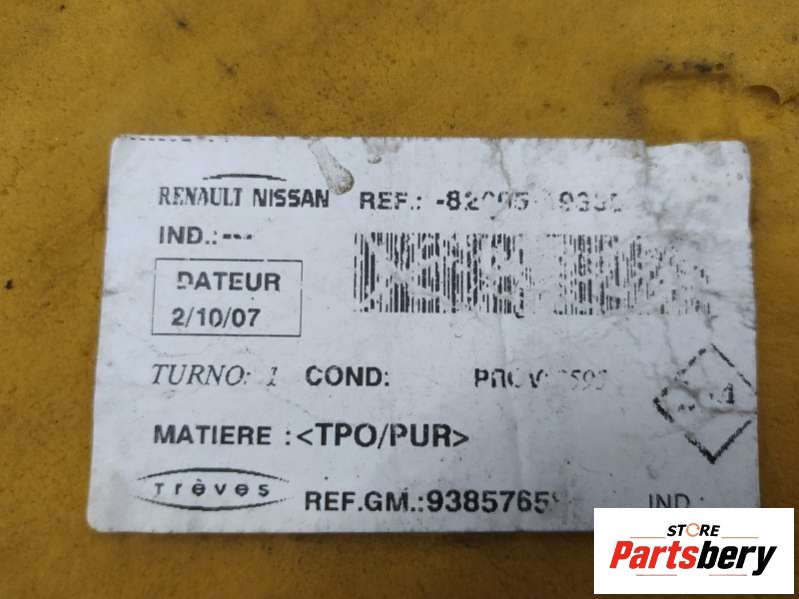 RENAULT NISSAN REF.:
IND.:---
DATEUR
2/10/07
TURNO: 1 COND:
MATIERE :<TPO/PUR>
Trèves REF.GM.: IND.:
STORE
Partsbery